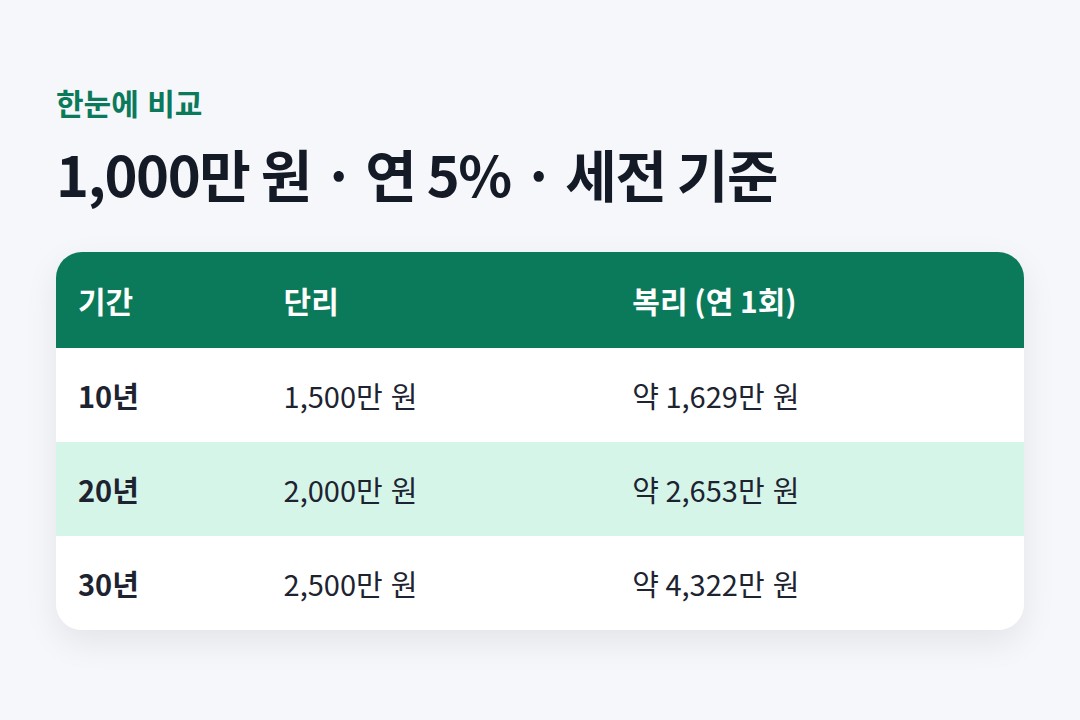 한눈에 비교
1,000만 원 · 연 5% · 세전 기준
기간 단리 복리 (연 1회)
10년 1,500만 원 약 1,629만 원
20년 2,000만 원 약 2,653만 원
30년 2,500만 원 약 4,322만 원